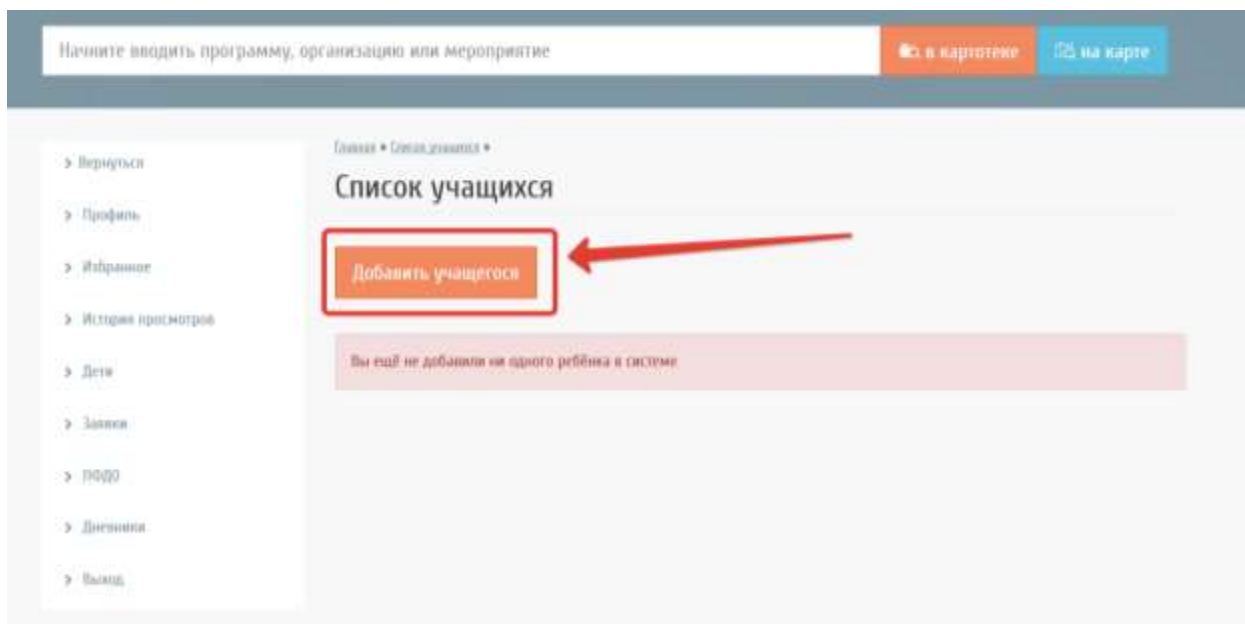 Начните вводить программу, организацию или мероприятие
в картотеке
на карте
Главная • Список учащихся •
Список учащихся
Добавить учащегося
Вы ещё не добавили ни одного ребёнка в системе
> Вернуться
> Профиль
> Избранное
> История просмотров
> Дети
> Заявки
> ПФДО
> Дневники
> Выход